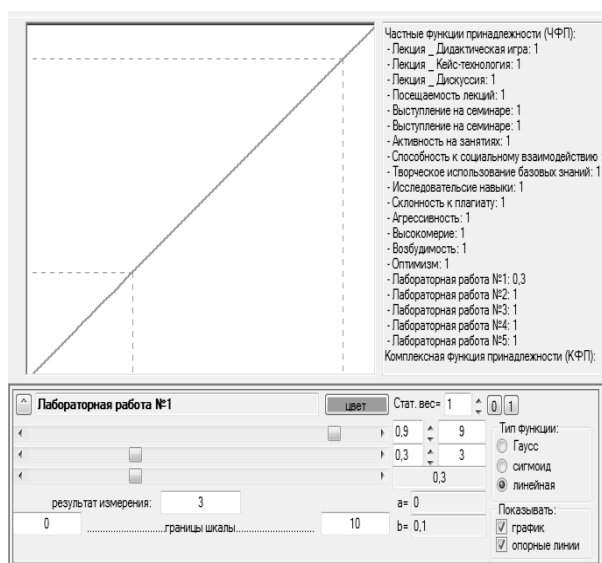 Частные функции принадлежности (ЧФП):
- Лекция _ Дидактическая игра: 1
- Лекция _ Кейс-технология: 1
- Лекция _ Дискуссия: 1
- Посещаемость лекций: 1
- Выступление на семинаре: 1
- Выступление на семинаре: 1
- Активность на занятиях: 1
- Способность к социальному взаимодействию
- Творческое использование базовых знаний: 1
- Исследовательсие навыки: 1
- Склонность к плагиату: 1
- Агрессивность: 1
- Высокомерие: 1
- Возбудимость: 1
- Оптимизм: 1
- Лабораторная работа №1: 0,3
- Лабораторная работа №2: 1
- Лабораторная работа №3: 1
- Лабораторная работа №4: 1
- Лабораторная работа №5: 1
Комплексная функция принадлежности (КФП):
^ Лабораторная работа №1 цвет Стат. вес= 1 0 1
0,9 9
0,3 3
0,3
результат измерения: 3 a= 0
0 ............границы шкалы............ 10 b= 0,1
Тип функции:
Гаусс
сигмоид
линейная
Показывать:
график
опорные линии